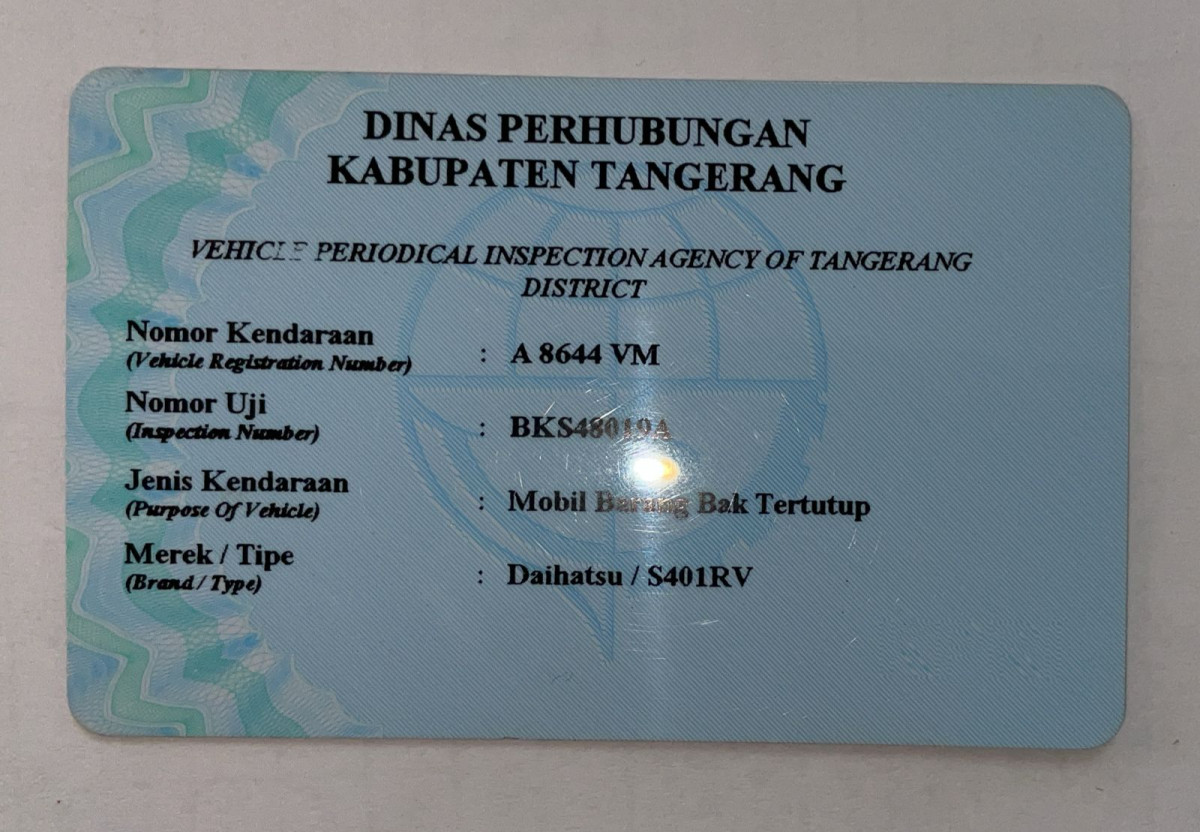 DINAS PERHUBUNGAN
KABUPATEN TANGERANG
VEHICLE PERIODICAL INSPECTION AGENCY OF TANGERANG
DISTRICT
Nomor Kendaraan
(Vehicle Registration Number) : A 8644 VM
Nomor Uji
(Inspection Number) : BKS48019A
Jenis Kendaraan
(Purpose Of Vehicle) : Mobil Barang Bak Tertutup
Merek / Tipe
(Brand / Type) : Daihatsu / S401RV